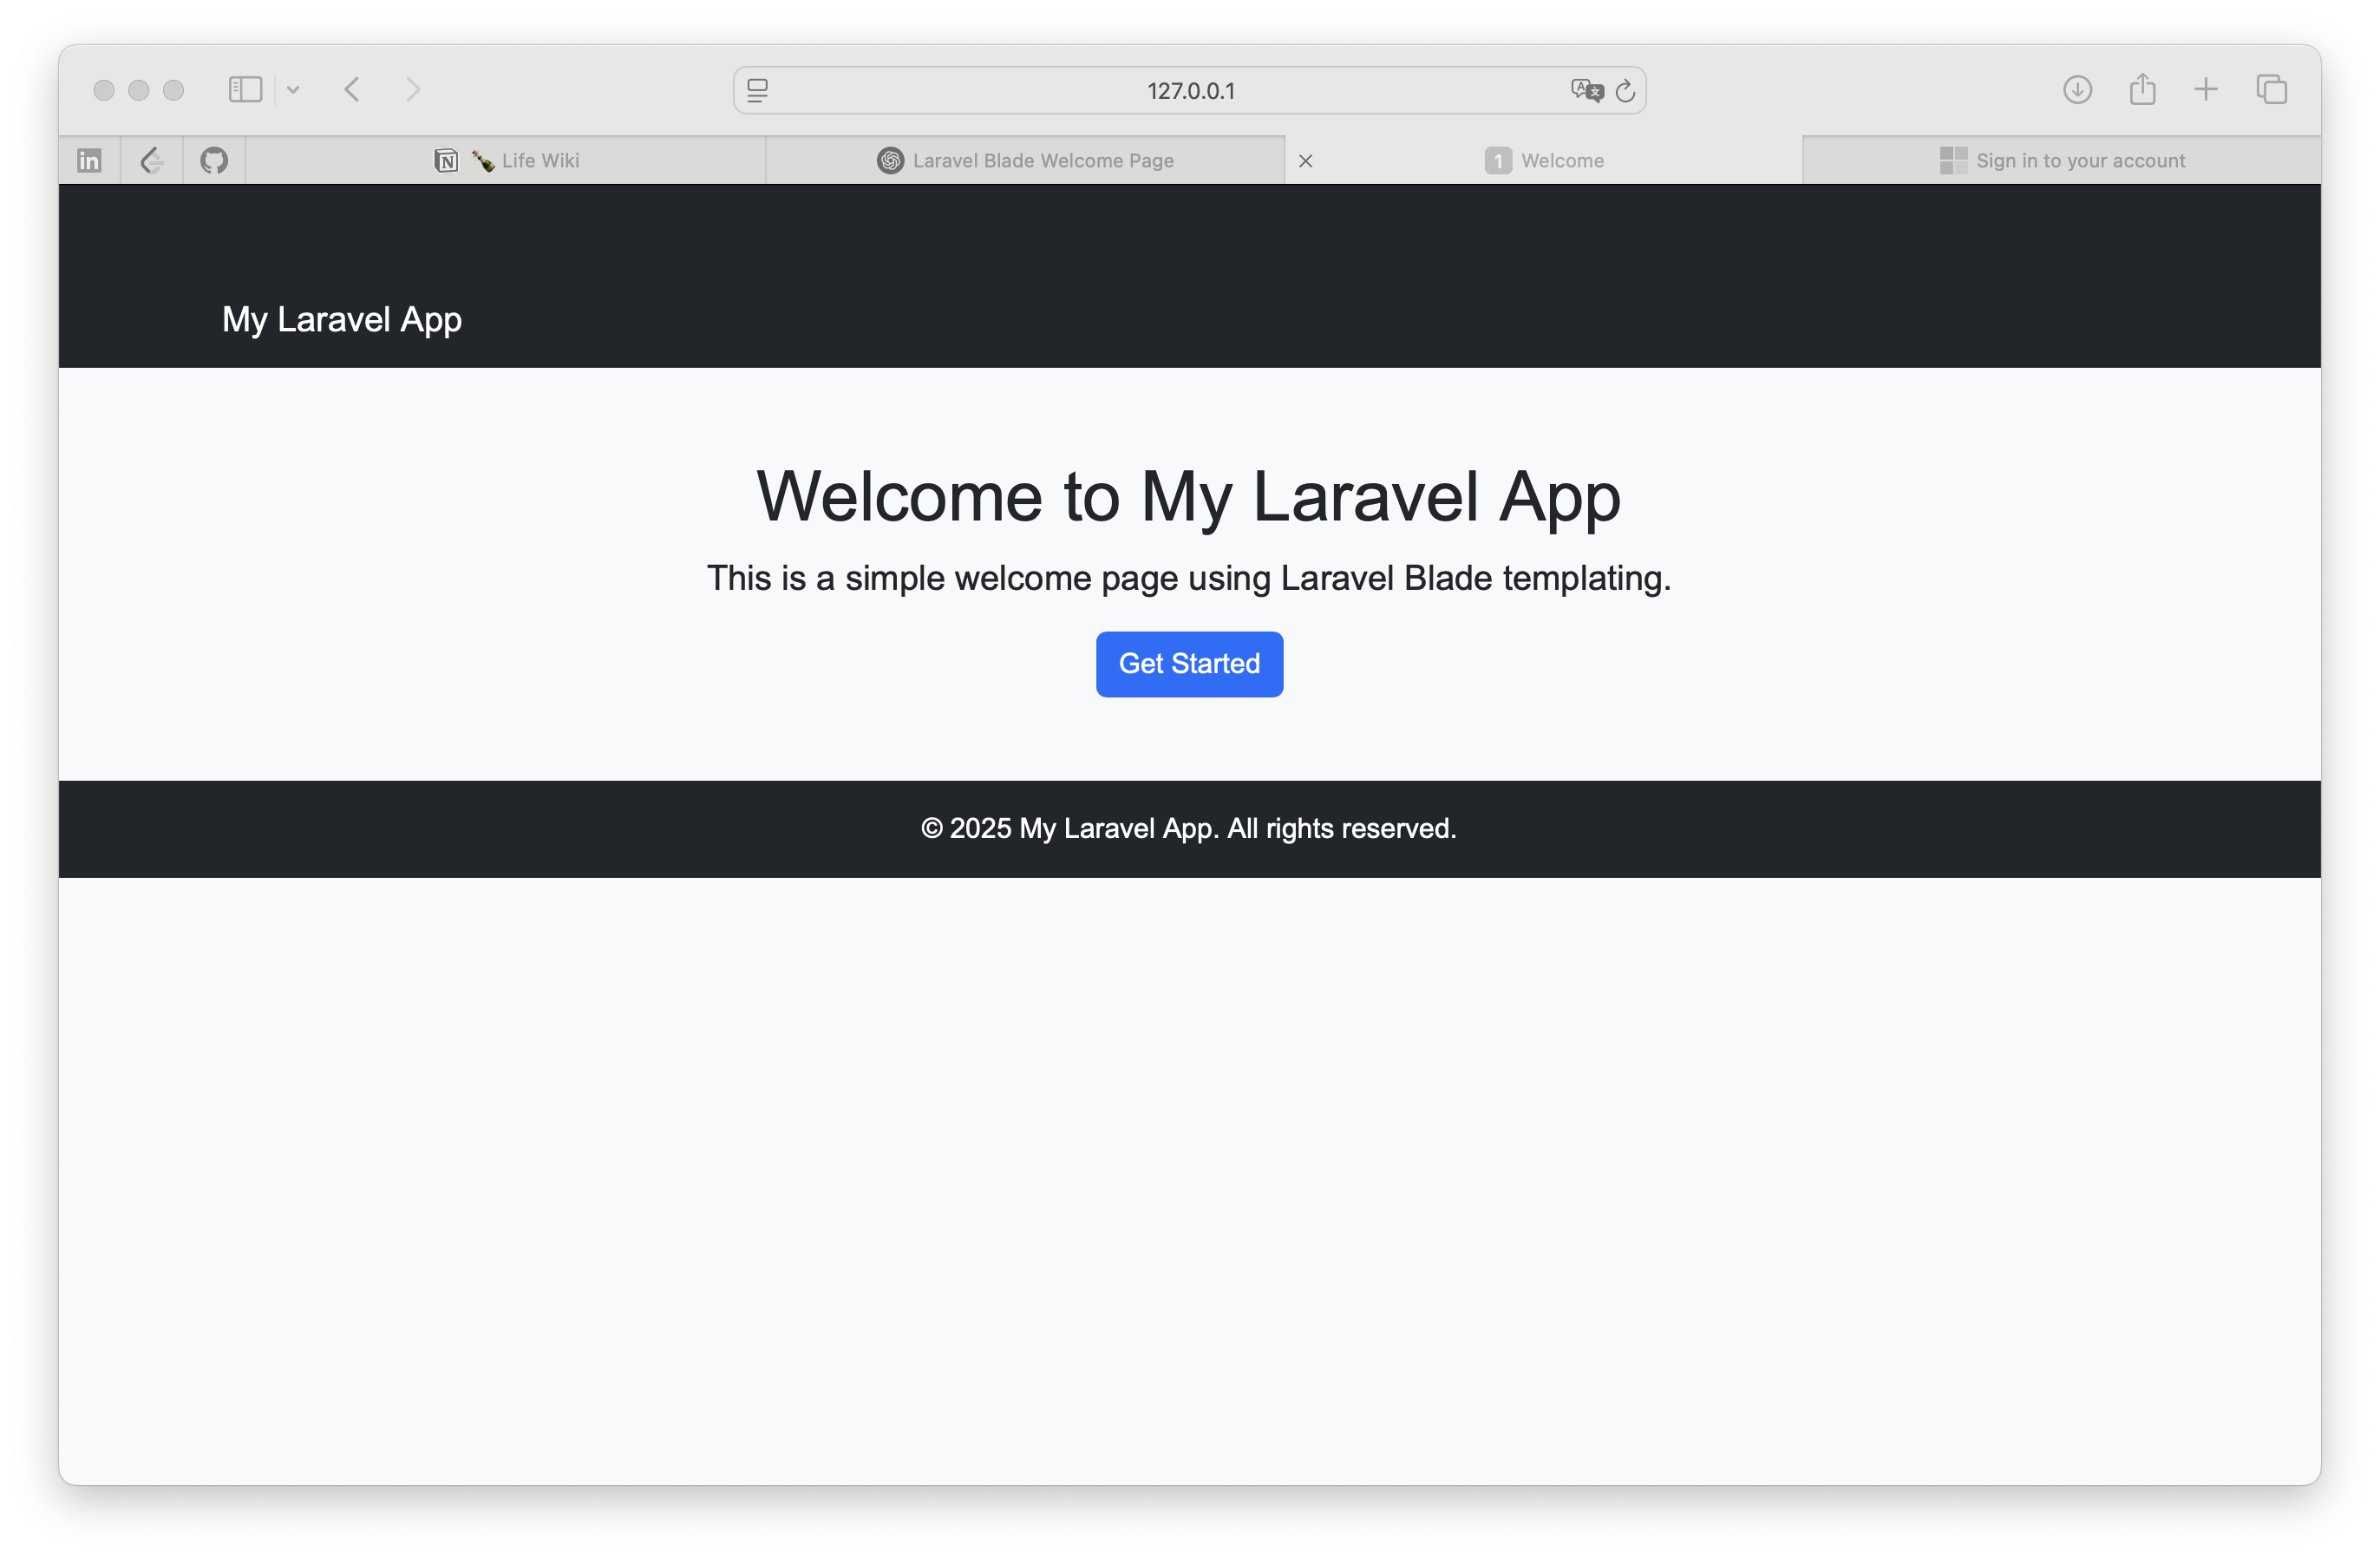 127.0.0.1
Life Wiki
Laravel Blade Welcome Page
1 Welcome
Sign in to your account
My Laravel App
Welcome to My Laravel App
This is a simple welcome page using Laravel Blade templating.
Get Started
© 2025 My Laravel App. All rights reserved.